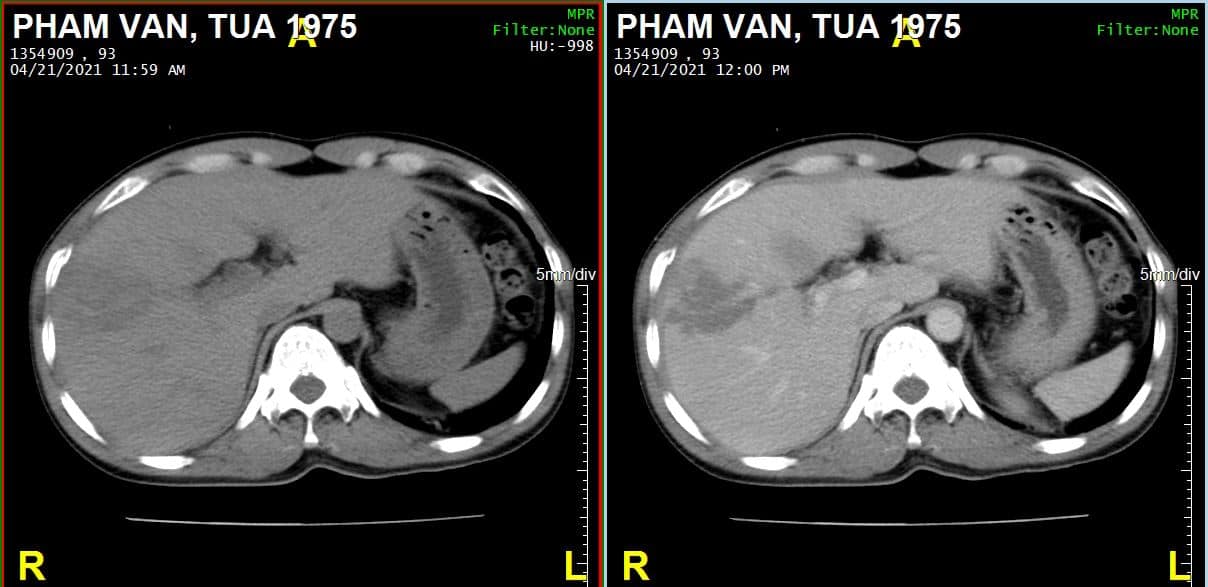 PHAM VAN, TUA 1975
A
MPR
Filter:None
HU:-998
1354909 , 93
04/21/2021 11:59 AM
5mm/div
R
L
PHAM VAN, TUA 1975
A
MPR
Filter:None
1354909 , 93
04/21/2021 12:00 PM
5mm/div
R
L